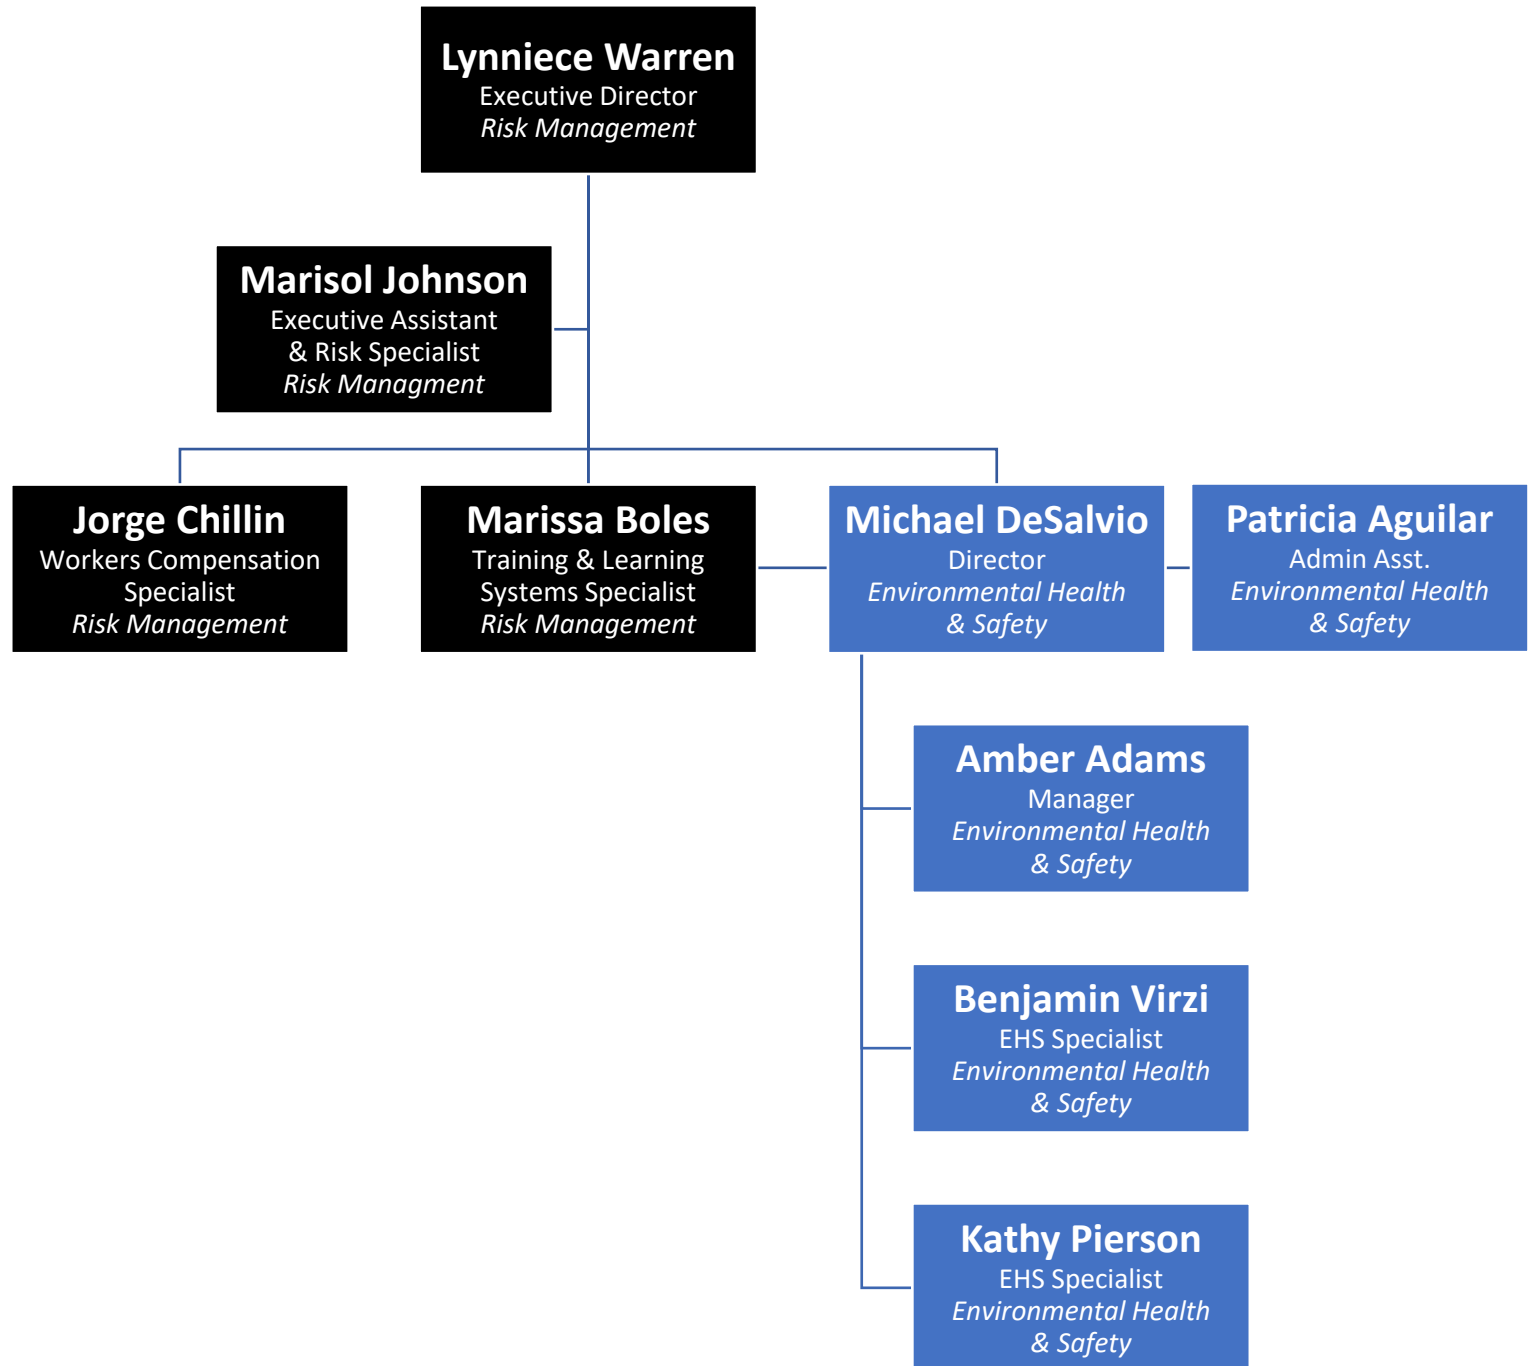 Lynniece Warren
Executive Director
Risk Management
Marisol Johnson
Executive Assistant
& Risk Specialist
Risk Managment
Jorge Chillin
Workers Compensation
Specialist
Risk Management
Marissa Boles
Training & Learning
Systems Specialist
Risk Management
Michael DeSalvio
Director
Environmental Health
& Safety
Patricia Aguilar
Admin Asst.
Environmental Health
& Safety
Amber Adams
Manager
Environmental Health
& Safety
Benjamin Virzi
EHS Specialist
Environmental Health
& Safety
Kathy Pierson
EHS Specialist
Environmental Health
& Safety